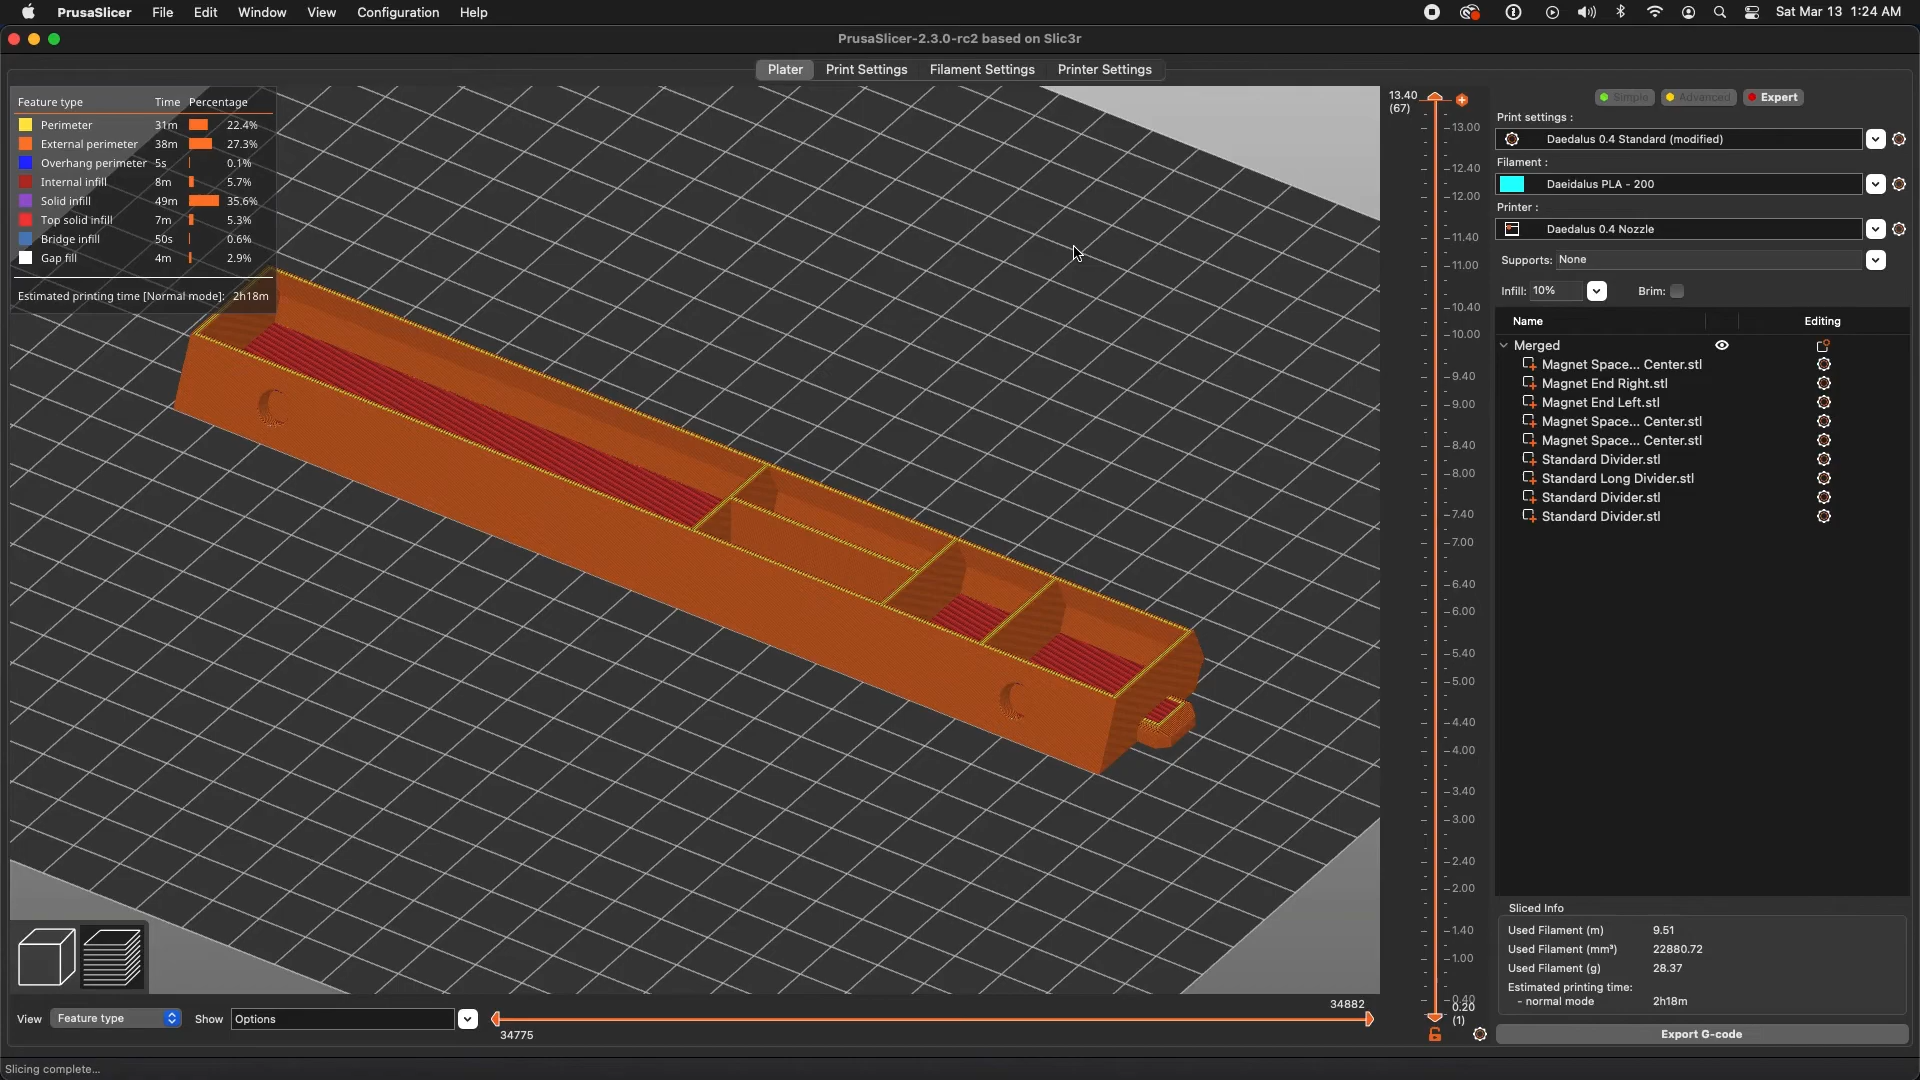 PrusaSlicer File Edit Window View Configuration Help Sat Mar 13 1:24 AM
PrusaSlicer-2.3.0-rc2 based on Slic3r
Plater Print Settings Filament Settings Printer Settings
Feature type Time Percentage
Perimeter 31m 22.4%
External perimeter 38m 27.3%
Overhang perimeter 5s 0.1%
Internal infill 8m 5.7%
Solid infill 49m 35.6%
Top solid infill 7m 5.3%
Bridge infill 50s 0.6%
Gap fill 4m 2.9%
Estimated printing time [Normal mode]: 2h18m
13.40
(67)
13.00
12.40
12.00
11.40
11.00
10.40
10.00
9.40
9.00
8.40
8.00
7.40
7.00
6.40
6.00
5.40
5.00
4.40
4.00
3.40
3.00
2.40
2.00
1.40
1.00
0.40
0.20
(1)
Simple Advanced Expert
Print settings :
Daedalus 0.4 Standard (modified)
Filament :
Daeidalus PLA - 200
Printer :
Daedalus 0.4 Nozzle
Supports: None
Infill: 10% Brim:
Name Editing
Merged
Magnet Space... Center.stl
Magnet End Right.stl
Magnet End Left.stl
Magnet Space... Center.stl
Magnet Space... Center.stl
Standard Divider.stl
Standard Long Divider.stl
Standard Divider.stl
Standard Divider.stl
Sliced Info
Used Filament (m) 9.51
Used Filament (mm³) 22880.72
Used Filament (g) 28.37
Estimated printing time:
- normal mode 2h18m
Export G-code
View Feature type Show Options
34882
34775
Slicing complete...